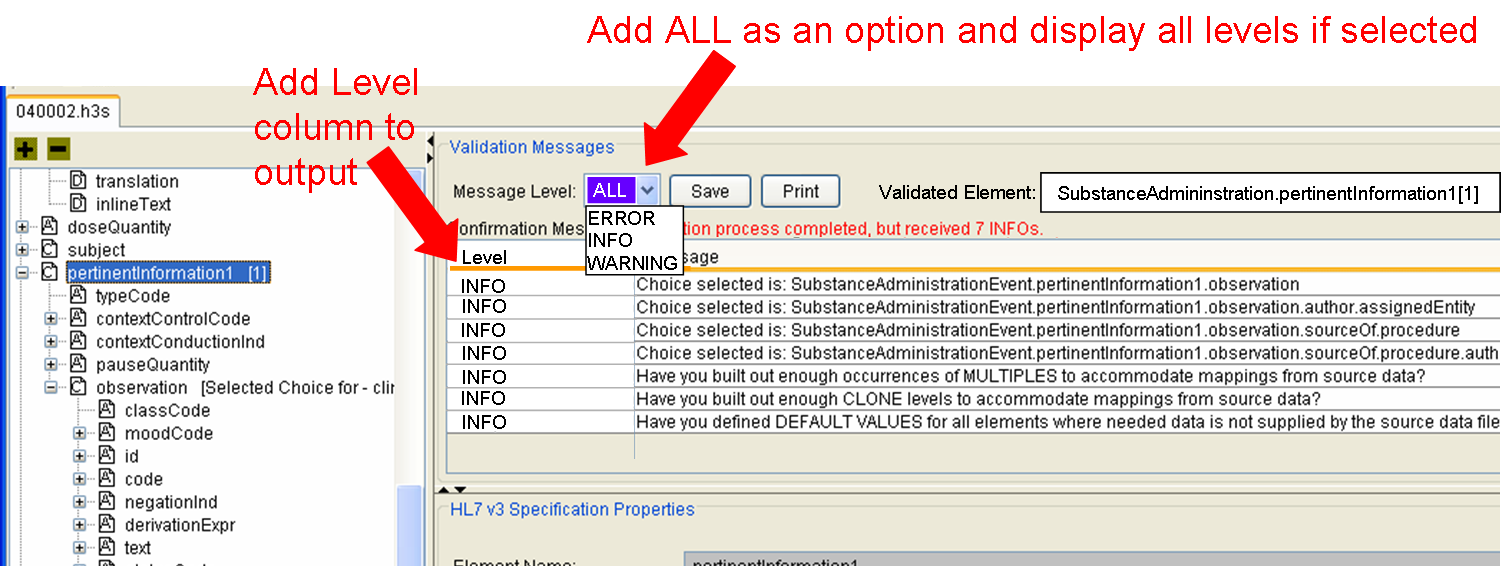 Add ALL as an option and display all levels if selected
Add Level
column to
output
040002.h3s
translation
inlineText
doseQuantity
subject
pertinentInformation1 [1]
typeCode
contextControlCode
contextConductionInd
pauseQuantity
observation [Selected Choice for - clin
classCode
moodCode
id
code
negationInd
derivationExpr
text
Validation Messages
Message Level: ALL Save Print Validated Element: SubstanceAdmininstration.pertinentInformation1[1]
ERROR
INFO
WARNING
onfirmation Mes tion process completed, but received 7 INFOs.
Level sage
INFO Choice selected is: SubstanceAdministrationEvent.pertinentInformation1.observation
INFO Choice selected is: SubstanceAdministrationEvent.pertinentInformation1.observation.author.assignedEntity
INFO Choice selected is: SubstanceAdministrationEvent.pertinentInformation1.observation.sourceOf.procedure
INFO Choice selected is: SubstanceAdministrationEvent.pertinentInformation1.observation.sourceOf.procedure.auth
INFO Have you built out enough occurrences of MULTIPLES to accommodate mappings from source data?
INFO Have you built out enough CLONE levels to accommodate mappings from source data?
INFO Have you defined DEFAULT VALUES for all elements where needed data is not supplied by the source data file
HL7 v3 Specification Properties
Element Name: pertinentInformation1